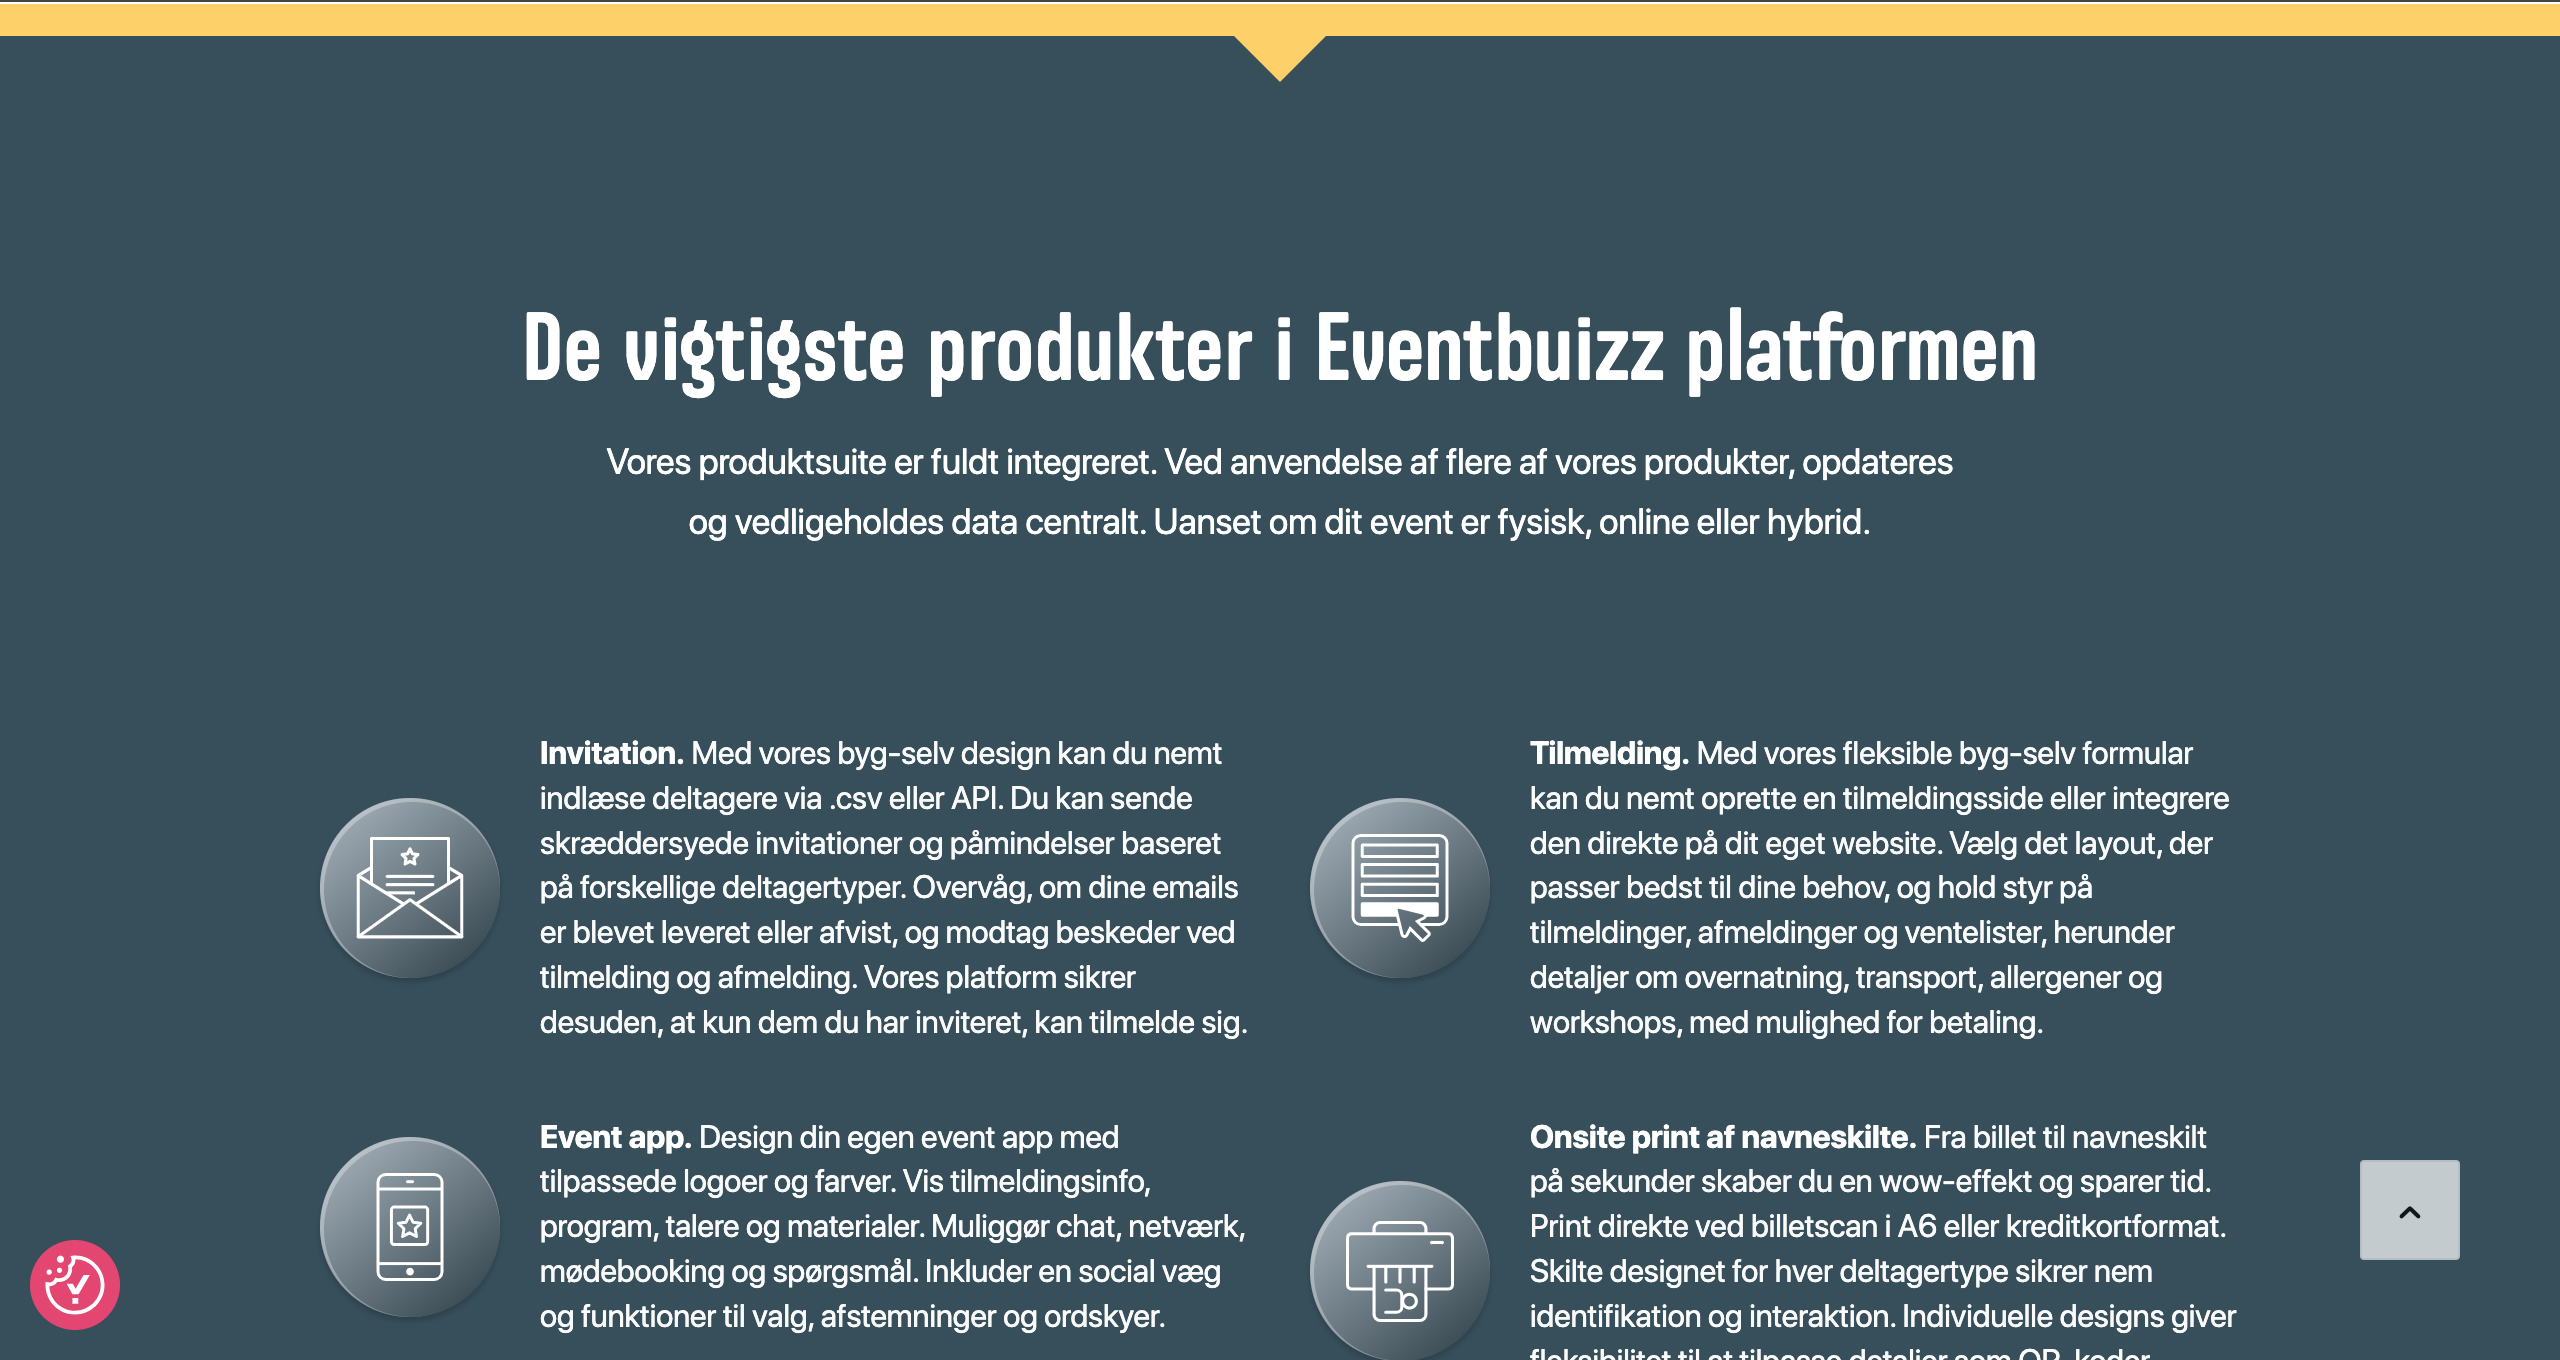 De vigtigste produkter i Eventbuizz platformen
Vores produktsuite er fuldt integreret. Ved anvendelse af flere af vores produkter, opdateres
og vedligeholdes data centralt. Uanset om dit event er fysisk, online eller hybrid.
Invitation. Med vores byg-selv design kan du nemt
indlæse deltagere via .csv eller API. Du kan sende
skræddersyede invitationer og påmindelser baseret
på forskellige deltagertyper. Overvåg, om dine emails
er blevet leveret eller afvist, og modtag beskeder ved
tilmelding og afmelding. Vores platform sikrer
desuden, at kun dem du har inviteret, kan tilmelde sig.
Tilmelding. Med vores fleksible byg-selv formular
kan du nemt oprette en tilmeldingsside eller integrere
den direkte på dit eget website. Vælg det layout, der
passer bedst til dine behov, og hold styr på
tilmeldinger, afmeldinger og ventelister, herunder
detaljer om overnatning, transport, allergener og
workshops, med mulighed for betaling.
Event app. Design din egen event app med
tilpassede logoer og farver. Vis tilmeldingsinfo,
program, talere og materialer. Muliggør chat, netværk,
mødebooking og spørgsmål. Inkluder en social væg
og funktioner til valg, afstemninger og ordskyer.
Onsite print af navneskilte. Fra billet til navneskilt
på sekunder skaber du en wow-effekt og sparer tid.
Print direkte ved billetscan i A6 eller kreditkortformat.
Skilte designet for hver deltagertype sikrer nem
identifikation og interaktion. Individuelle designs giver
fleksibilitet til at tilpasse detaljer som QR-koder